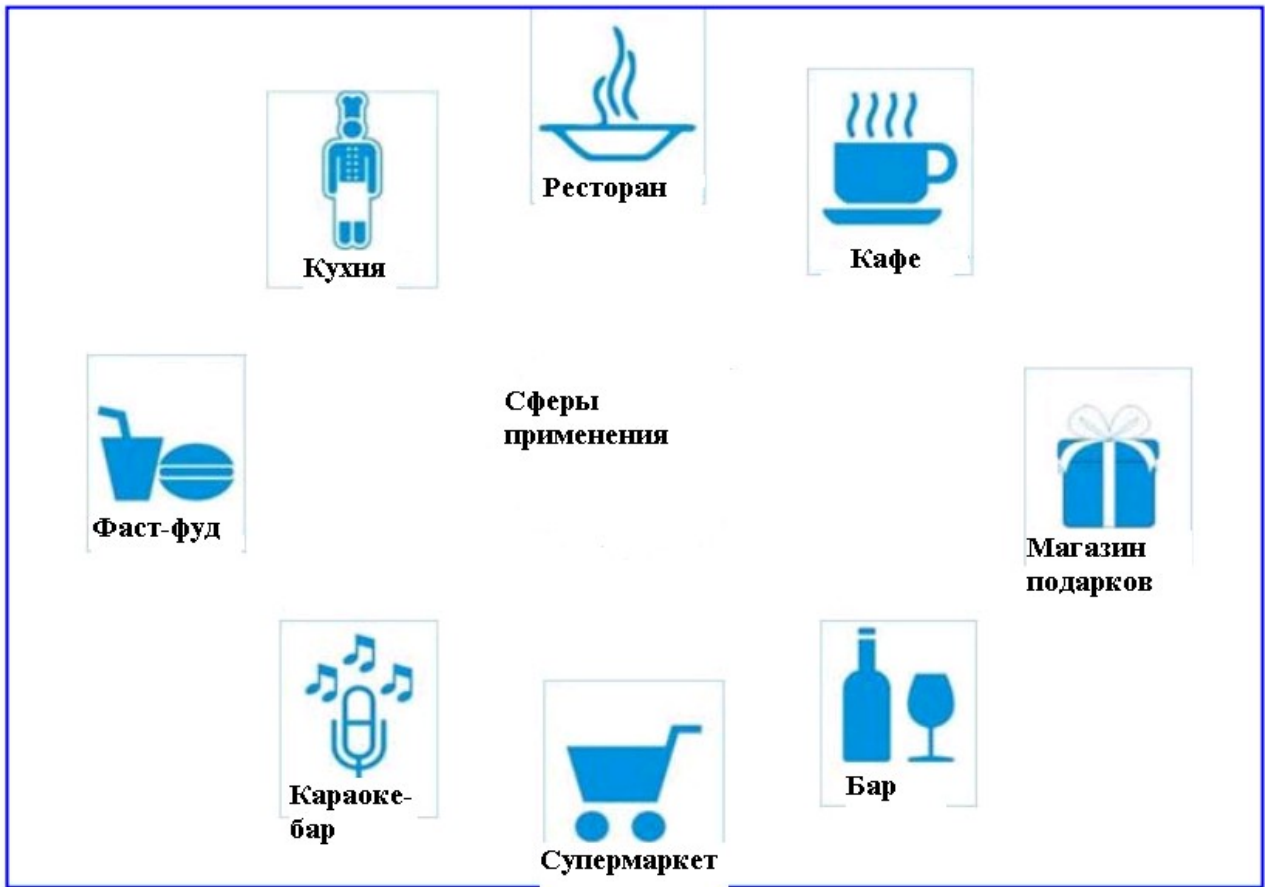 Ресторан
Кафе
Кухня
Сферы
применения
Фаст-фуд
Магазин
подарков
Караоке-
бар
Бар
Супермаркет